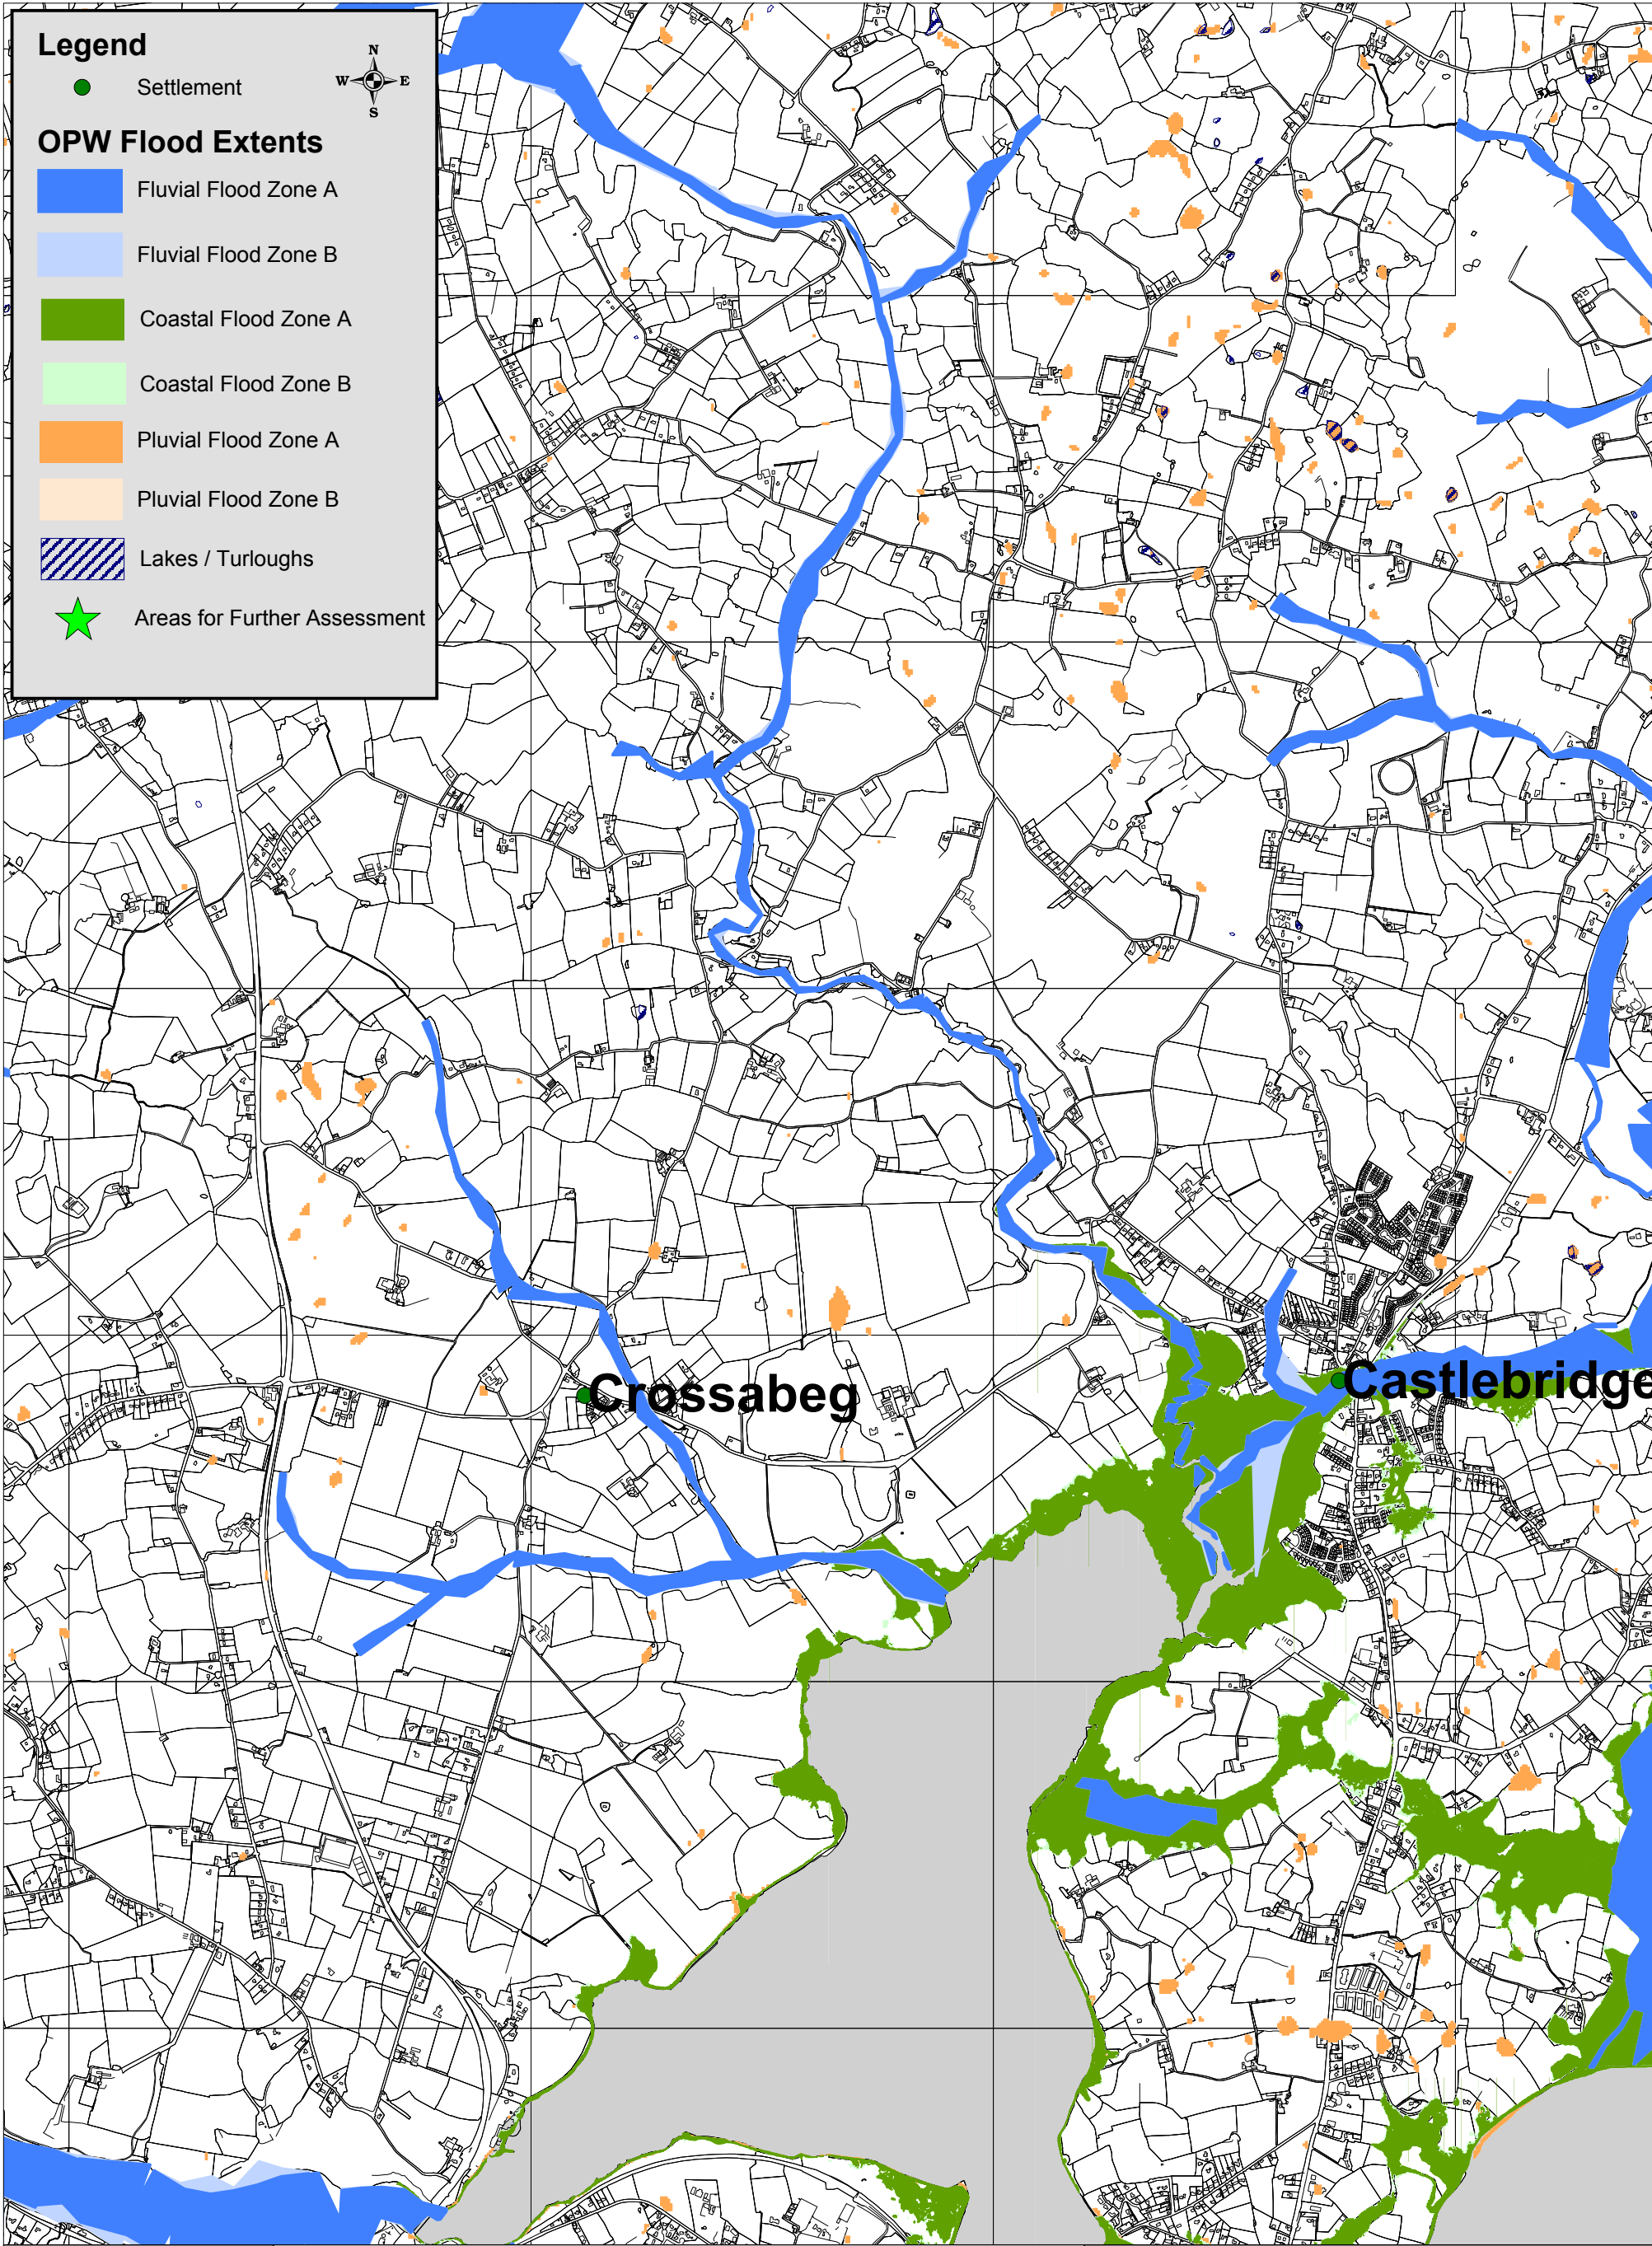 Legend
N
W E
S
Settlement
OPW Flood Extents
Fluvial Flood Zone A
Fluvial Flood Zone B
Coastal Flood Zone A
Coastal Flood Zone B
Pluvial Flood Zone A
Pluvial Flood Zone B
Lakes / Turloughs
Areas for Further Assessment
Castlebridge
Crossabeg